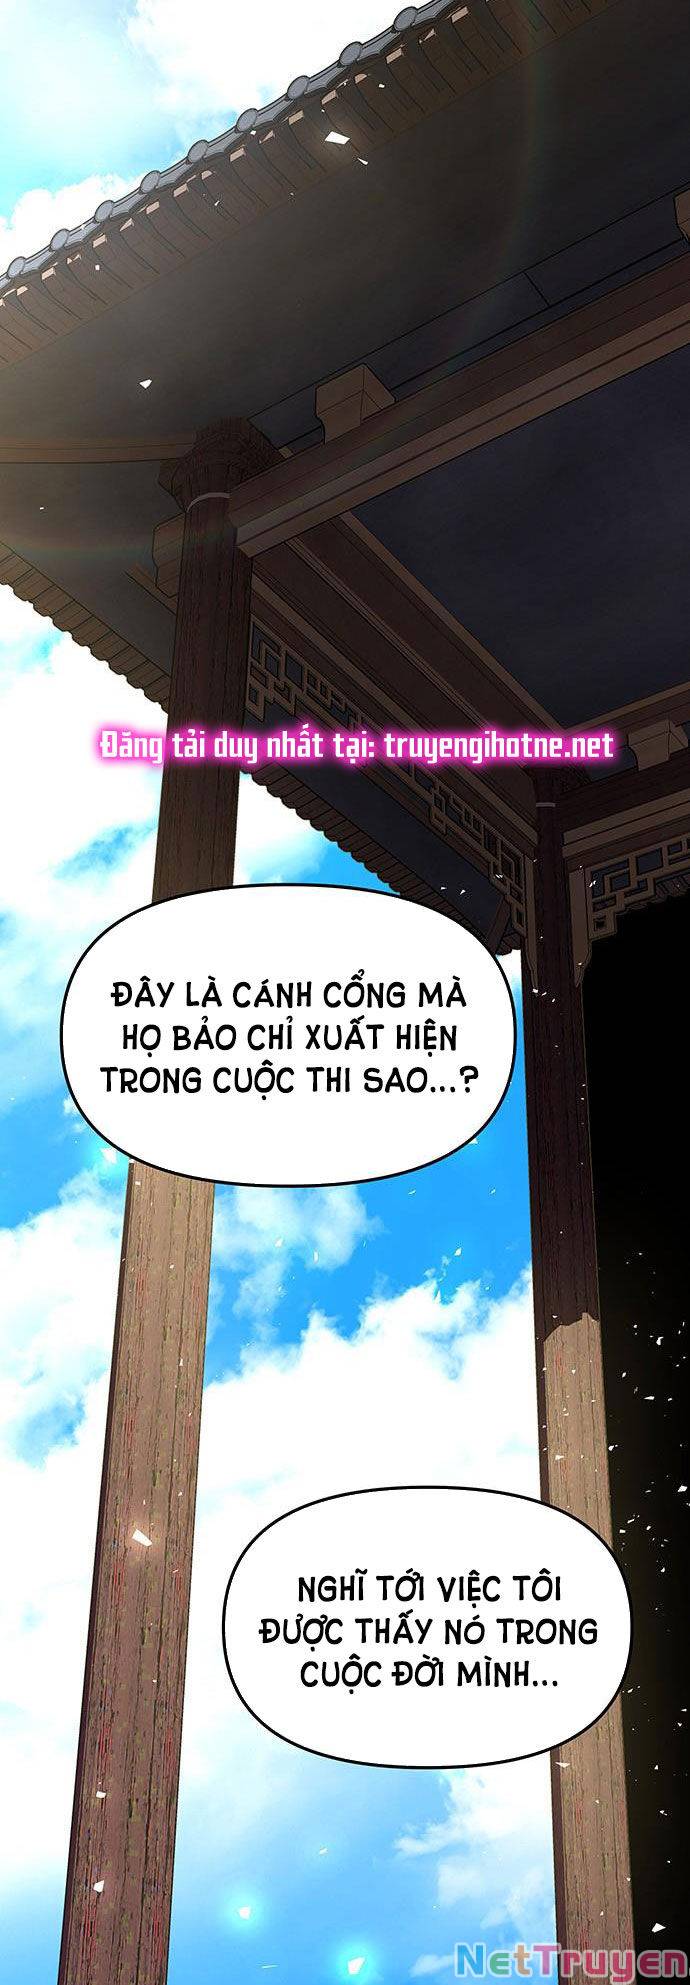 Đăng tải duy nhất tại: truyengihotne.net
ĐÂY LÀ CÁNH CỔNG MÀ
HỌ BẢO CHỈ XUẤT HIỆN
TRONG CUỘC THI SAO...?
NGHĨ TỚI VIỆC TÔI
ĐƯỢC THẤY NÓ TRONG
CUỘC ĐỜI MÌNH...
NetTruyen